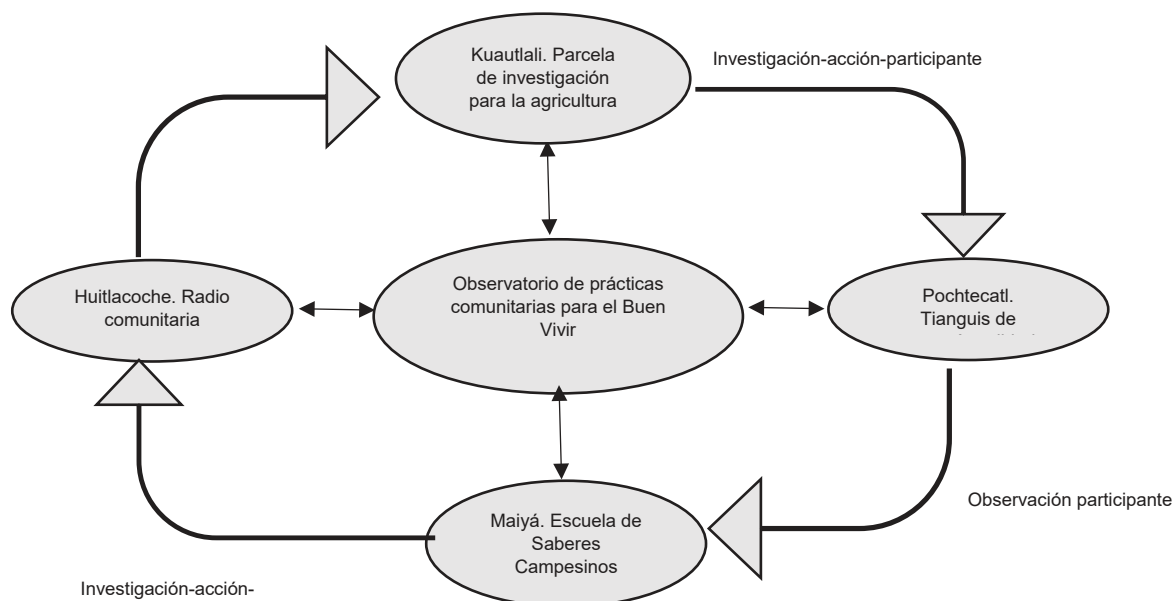 Kuautlali. Parcela
de investigación
para la agricultura
Investigación-acción-participante
Huitlacoche. Radio
comunitaria
Observatorio de prácticas
comunitarias para el Buen
Vivir
Pochtecatl.
Tianguis de
Maiyá. Escuela de
Saberes
Campesinos
Observación participante
Investigación-acción-